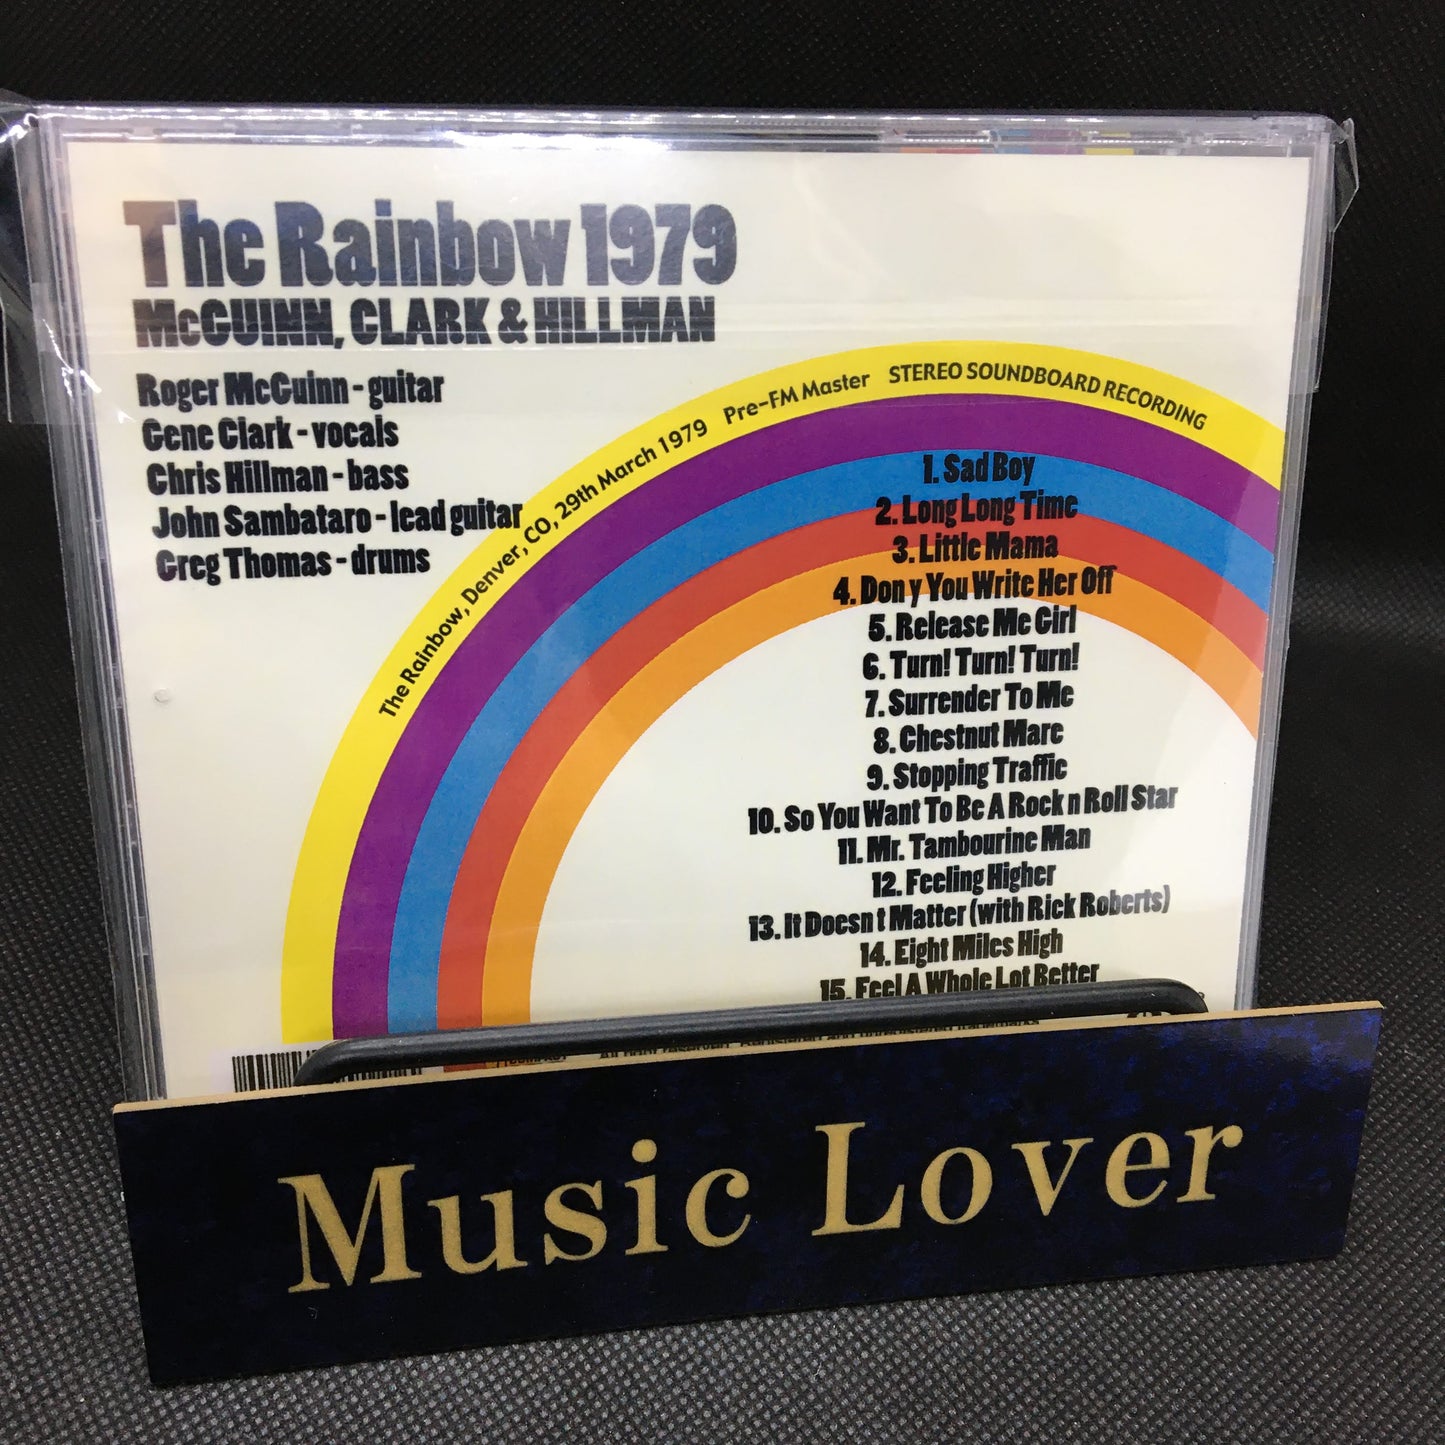 The Rainbow 1979
McGUINN, CLARK & HILLMAN
Roger McGuinn - guitar
Gene Clark - vocals
Chris Hillman - bass
John Sambataro - lead guitar
Greg Thomas - drums
The Rainbow, Denver, CO, 29th March 1979 Pre-FM Master STEREO SOUNDBOARD RECORDING
1. Sad Boy
2. Long Long Time
3. Little Mama
4. Don y You Write Her Off
5. Release Me Girl
6. Turn! Turn! Turn!
7. Surrender To Me
8. Chestnut Mare
9. Stopping Traffic
10. So You Want To Be A Rock n Roll Star
11. Mr. Tambourine Man
12. Feeling Higher
13. It Doesn t Matter (with Rick Roberts)
14. Eight Miles High
15. Feel A Whole Lot Better
Music Lover